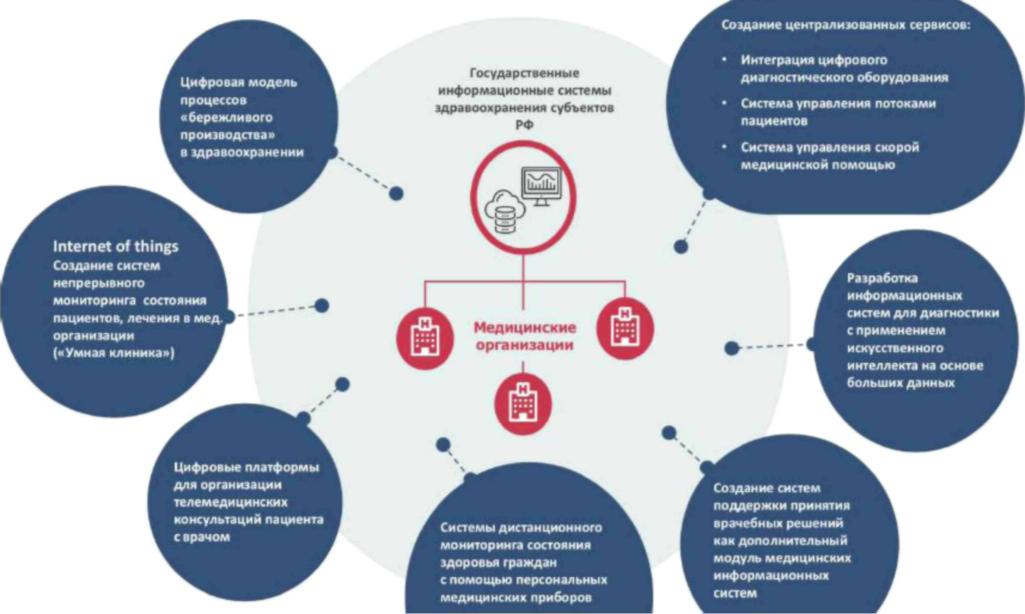 Государственные
информационные системы
здравоохранения субъектов
РФ
Медицинские
организации
Цифровая модель
процессов
«бережливого
производства»
в здравоохранении
Создание централизованных сервисов:
• Интеграция цифрового
диагностического оборудования
• Система управления потоками
пациентов
• Система управления скорой
медицинской помощью
Internet of things
Создание систем
непрерывного
мониторинга состояния
пациентов, лечения в мед.
организации
(«Умная клиника»)
Разработка
информационных
систем для диагностики
с применением
искусственного
интеллекта на основе
больших данных
Цифровые платформы
для организации
телемедицинских
консультаций пациента
с врачом
Системы дистанционного
мониторинга состояния
здоровья граждан
с помощью персональных
медицинских приборов
Создание систем
поддержки принятия
врачебных решений
как дополнительный
модуль медицинских
информационных
систем
H
H
H